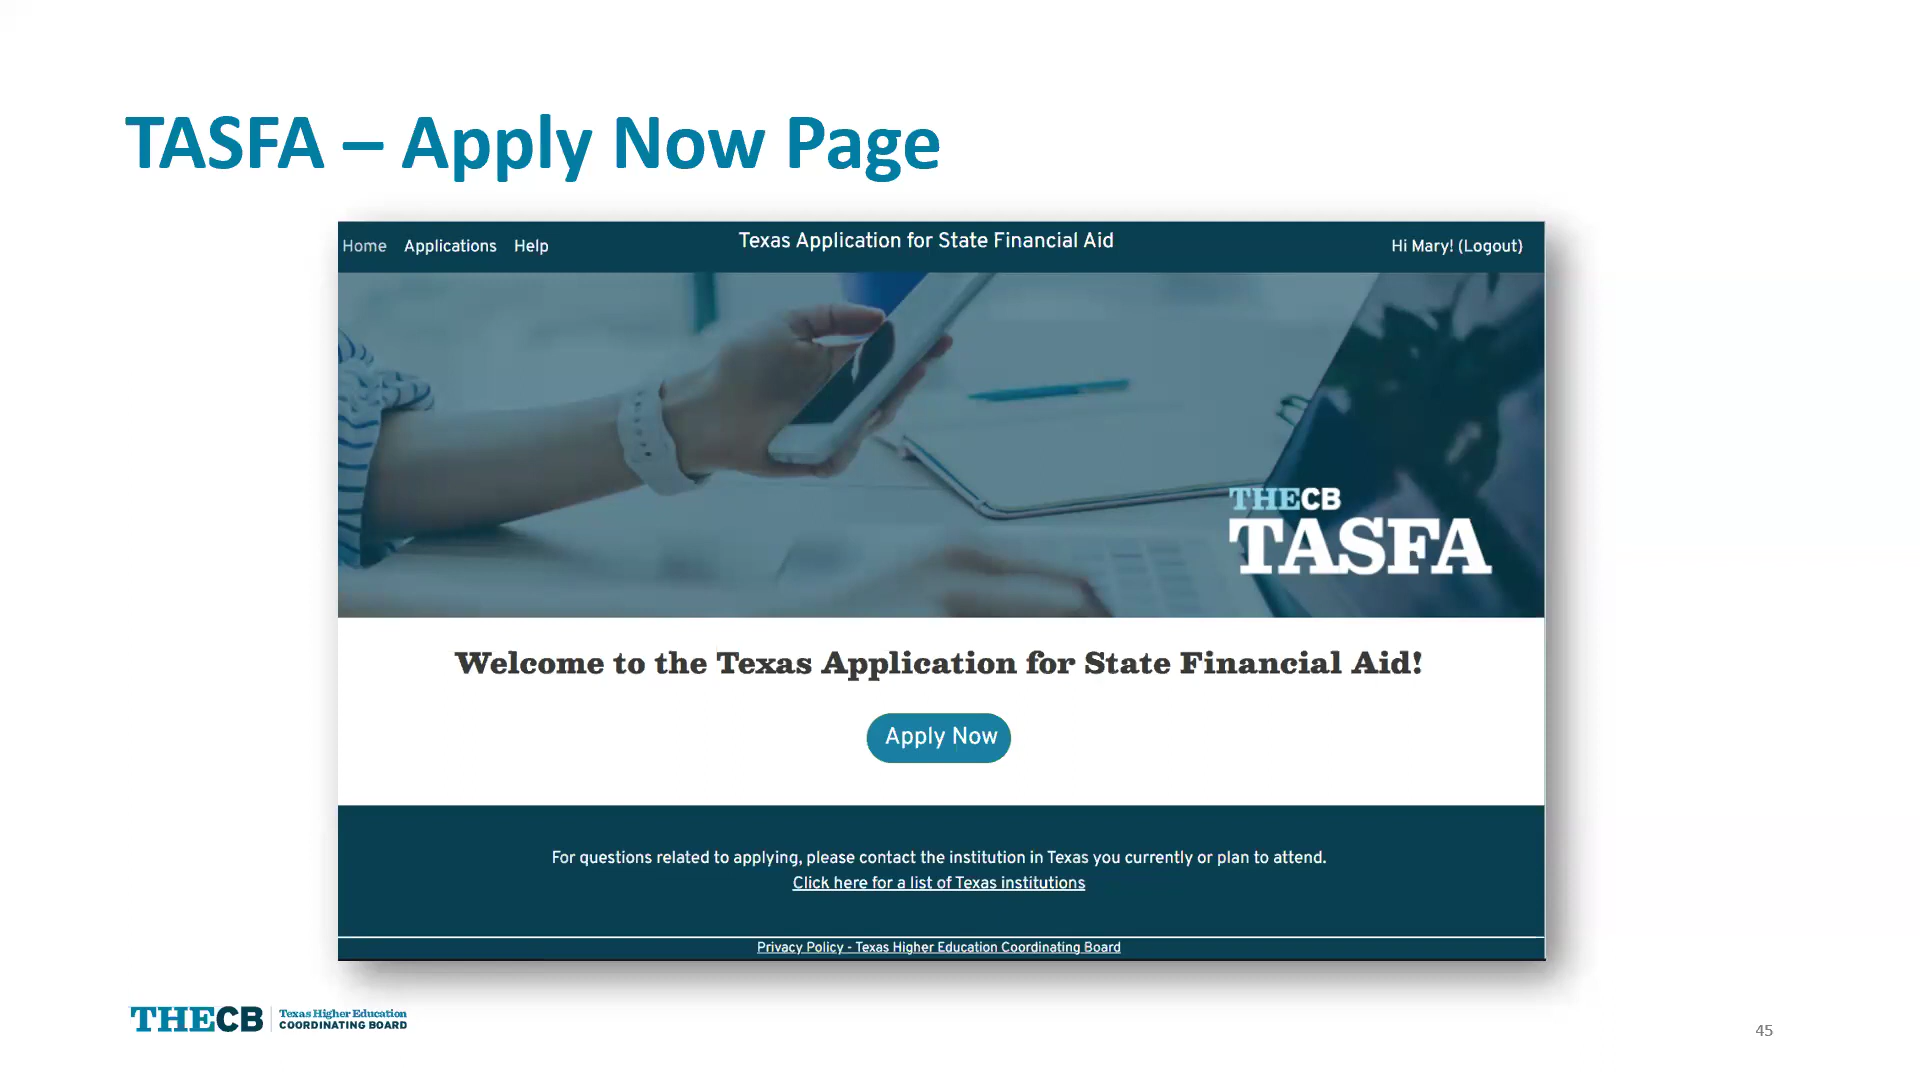 TASFA – Apply Now Page
Home Applications Help
Texas Application for State Financial Aid
Hi Mary! (Logout)
THECB
TASFA
Welcome to the Texas Application for State Financial Aid!
Apply Now
For questions related to applying, please contact the institution in Texas you currently or plan to attend.
Click here for a list of Texas institutions
Privacy Policy - Texas Higher Education Coordinating Board
THECB
Texas Higher Education
COORDINATING BOARD
45